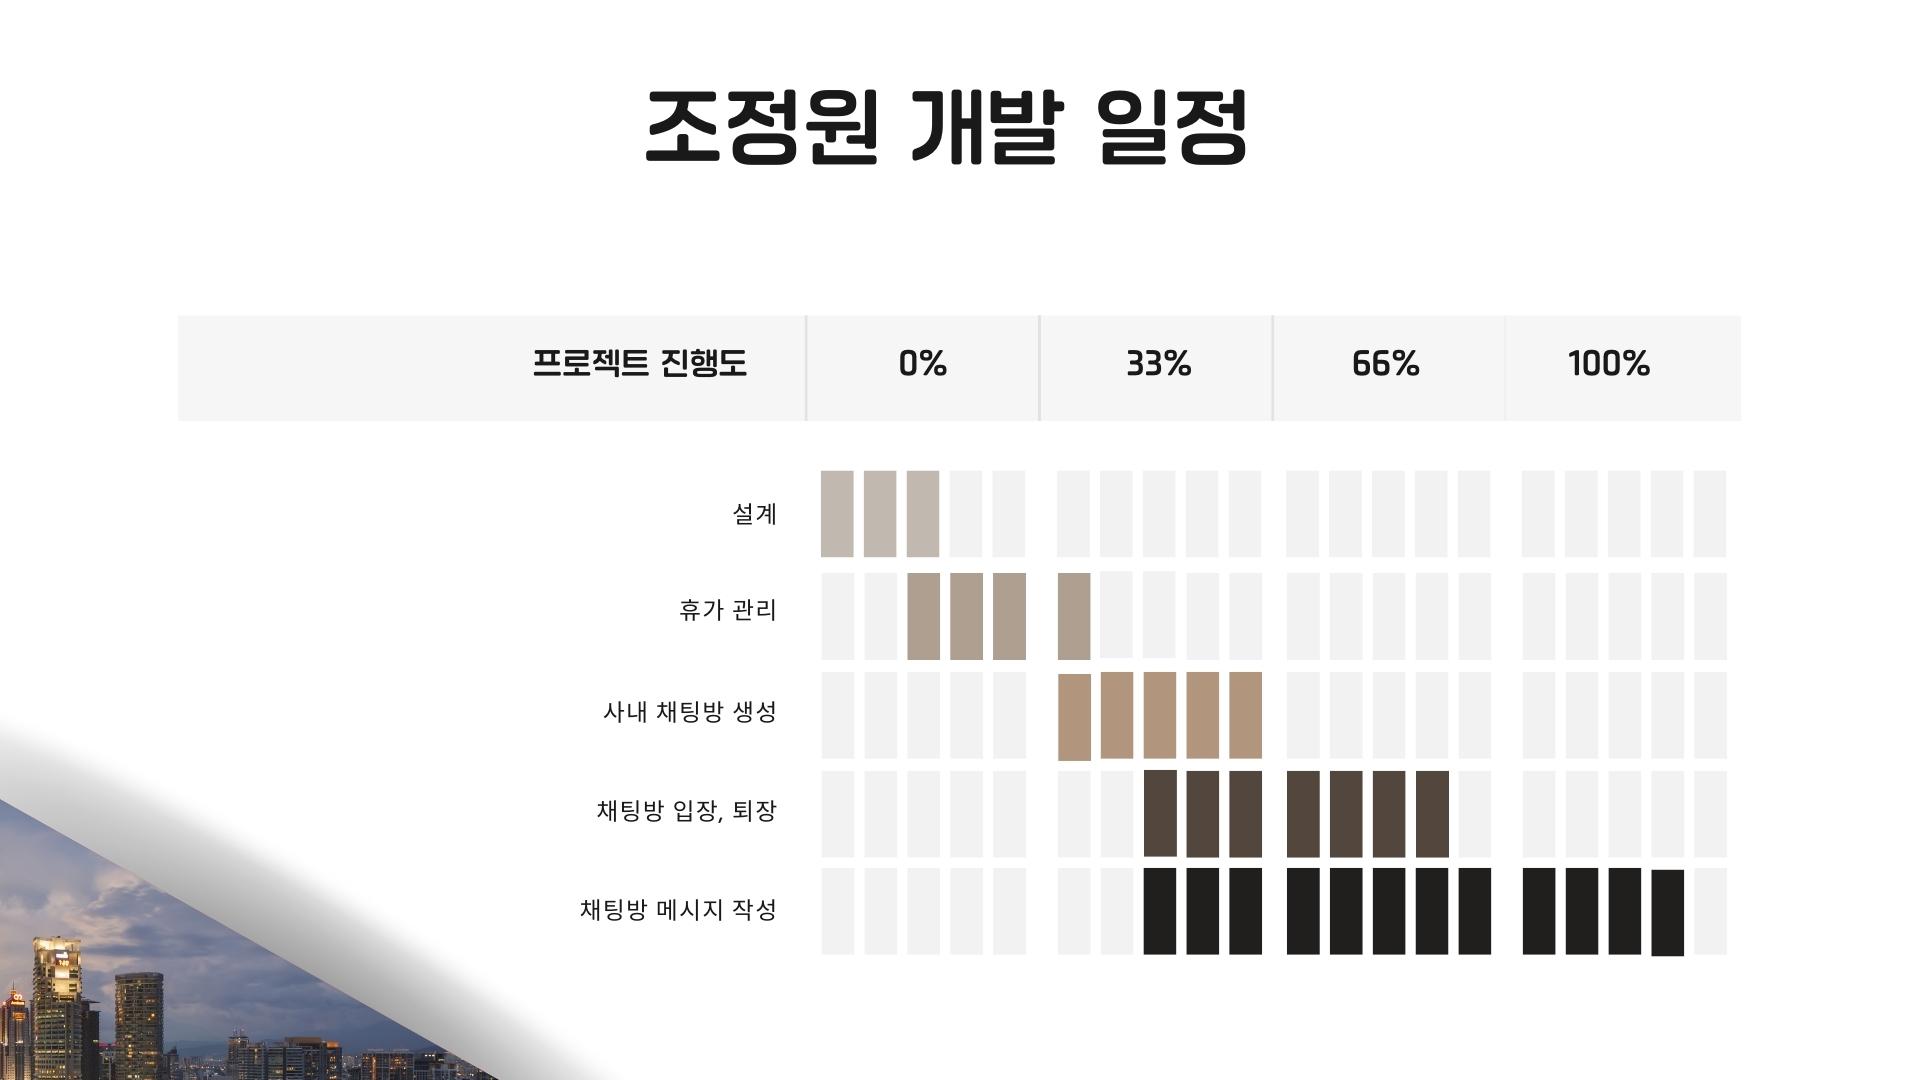 조정원 개발 일정
프로젝트 진행도 0% 33% 66% 100%
설계
휴가 관리
사내 채팅방 생성
채팅방 입장, 퇴장
채팅방 메시지 작성